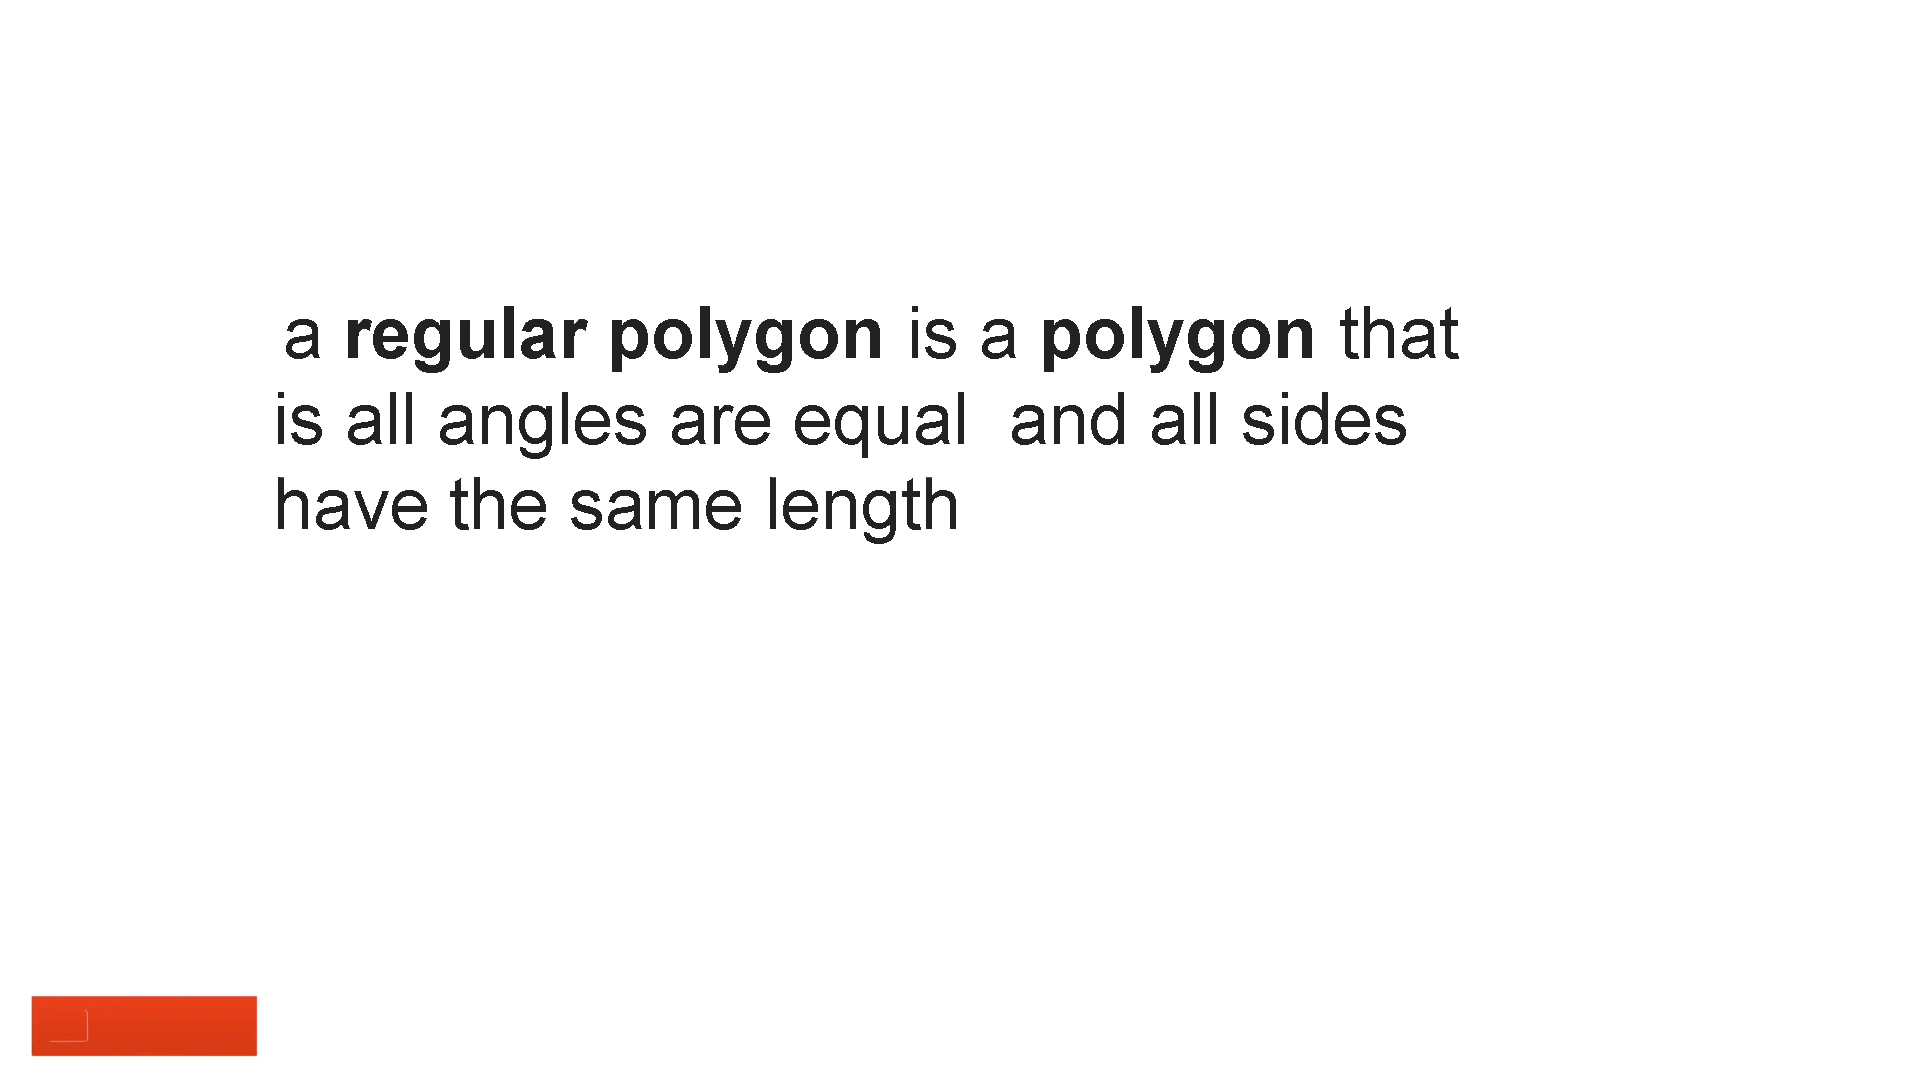 a regular polygon is a polygon that
is all angles are equal  and all sides
have the same length